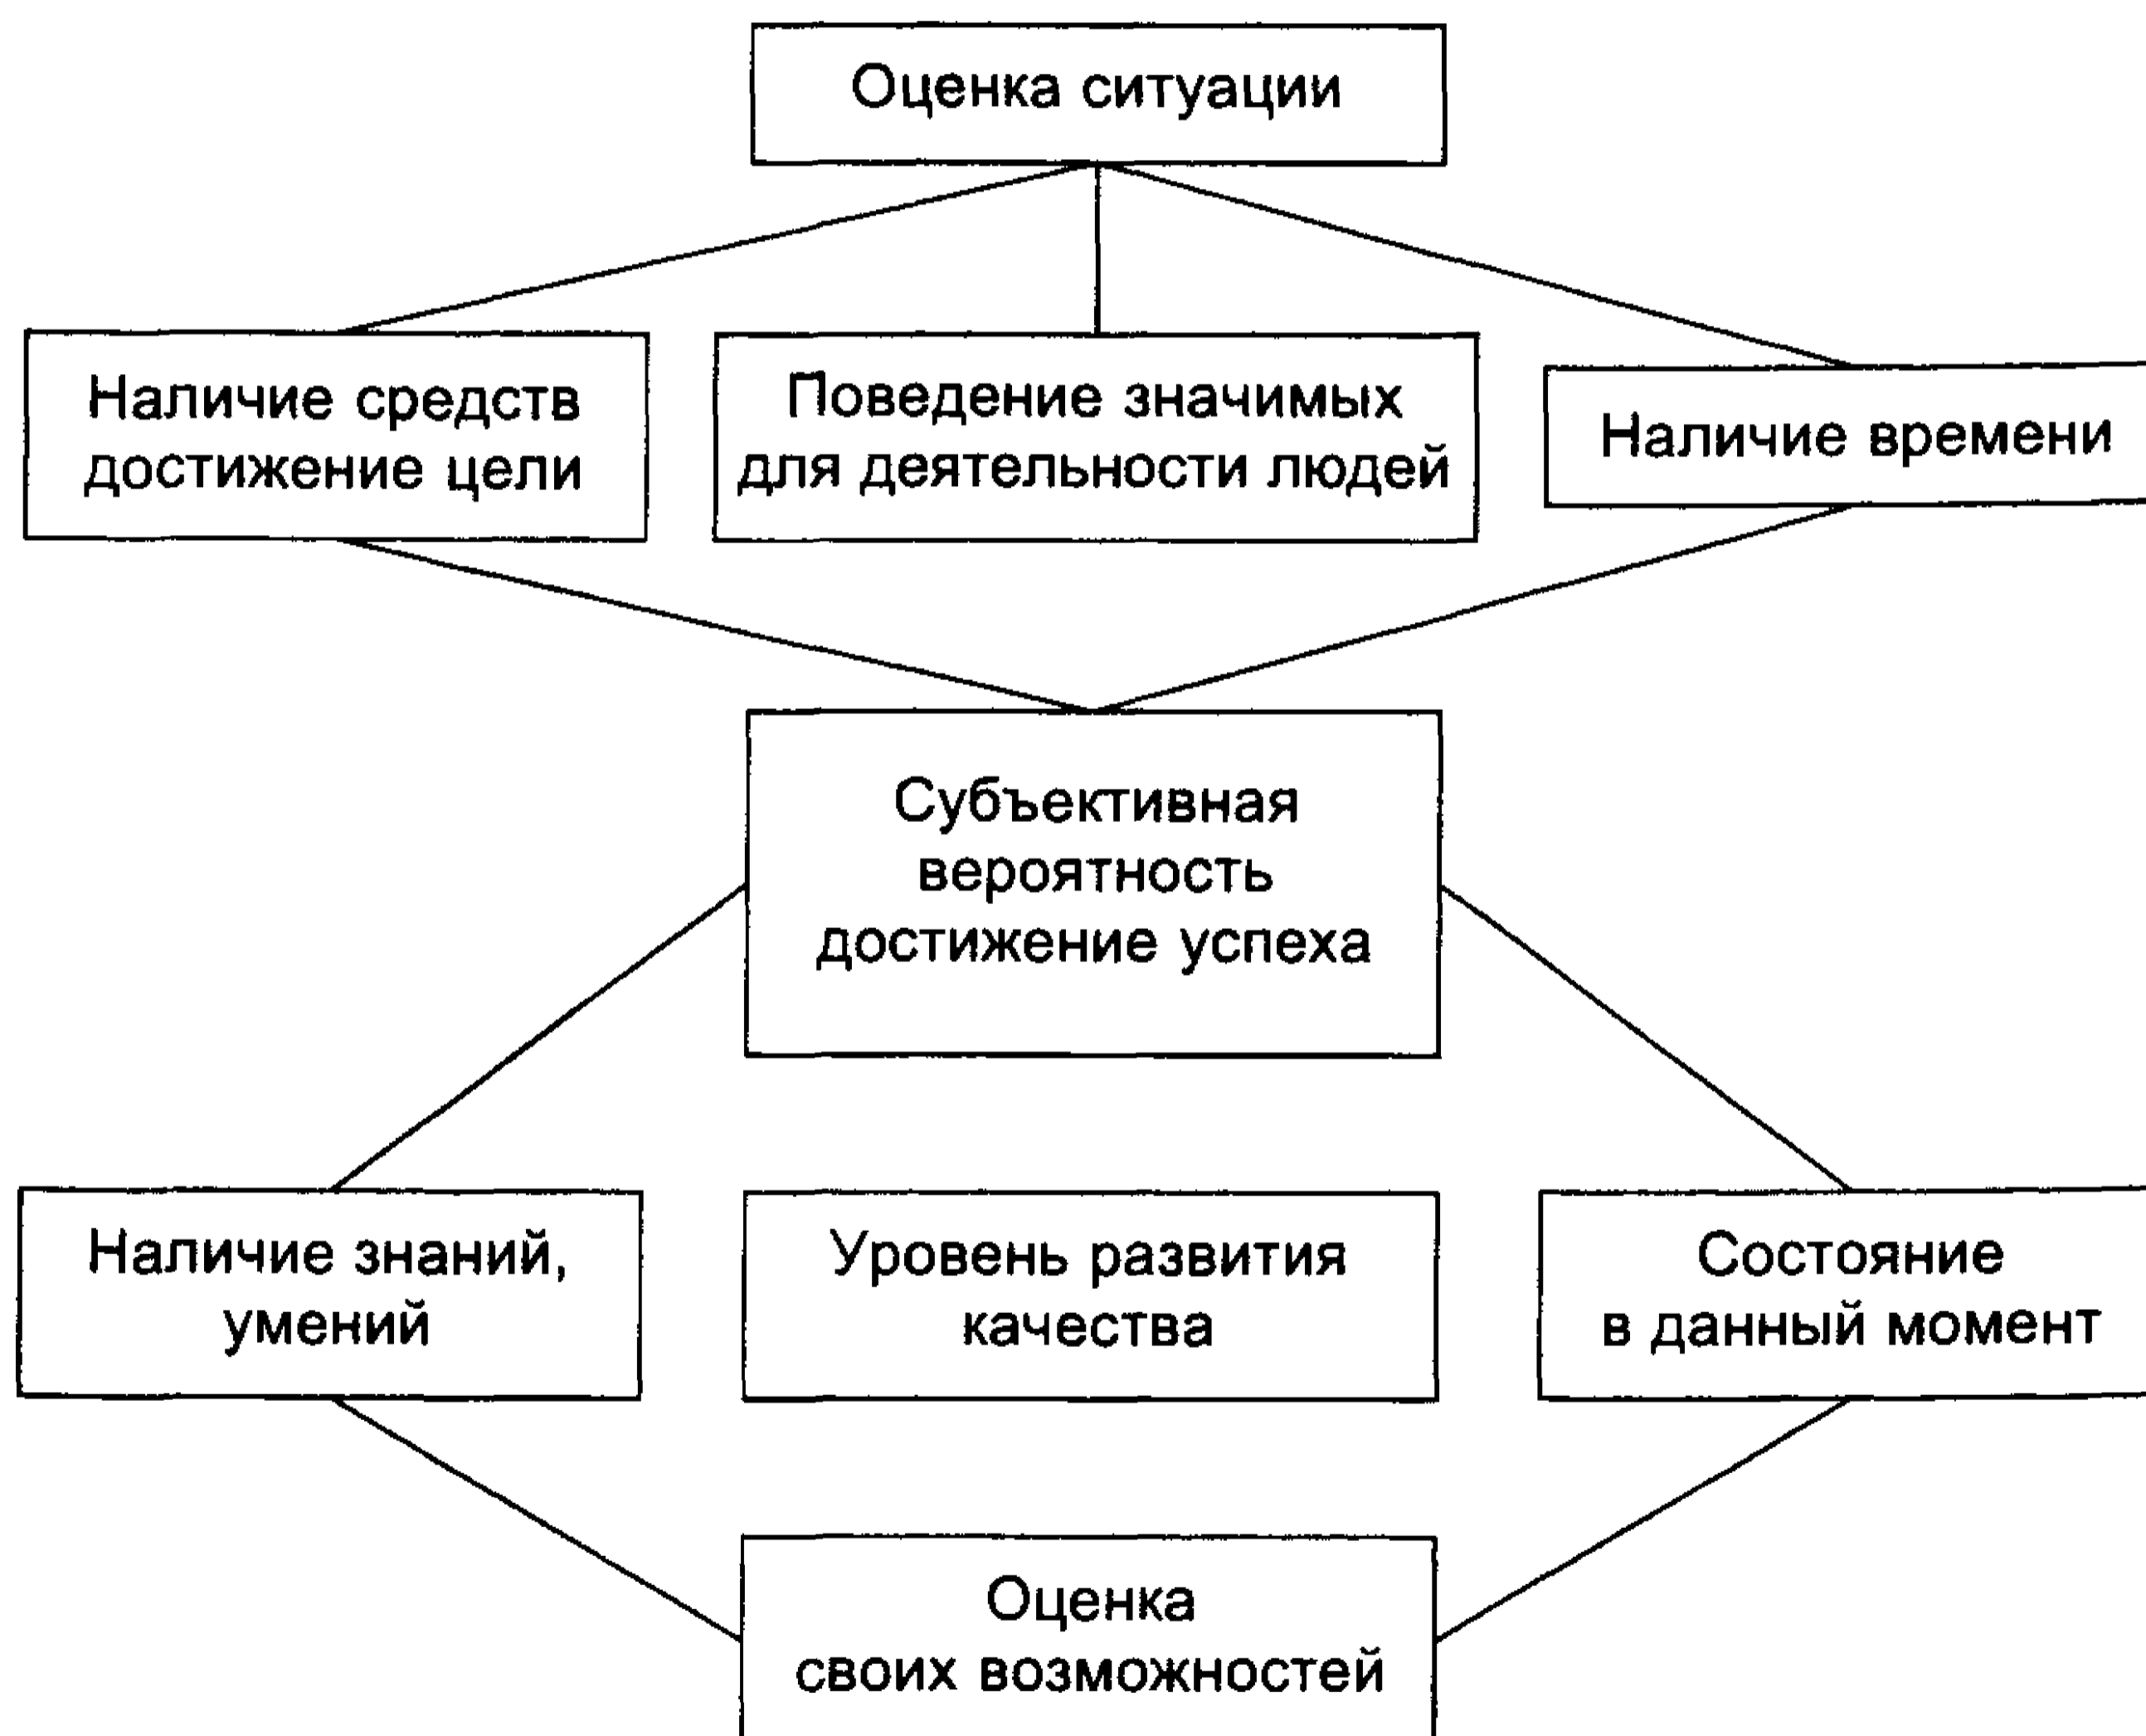 Оценка ситуации
Наличие средств
достижение цели
Поведение значимых
для деятельности людей
Наличие времени
Субъективная
вероятность
достижение успеха
Наличие знаний,
умений
Уровень развития
качества
Состояние
в данный момент
Оценка
своих возможностей